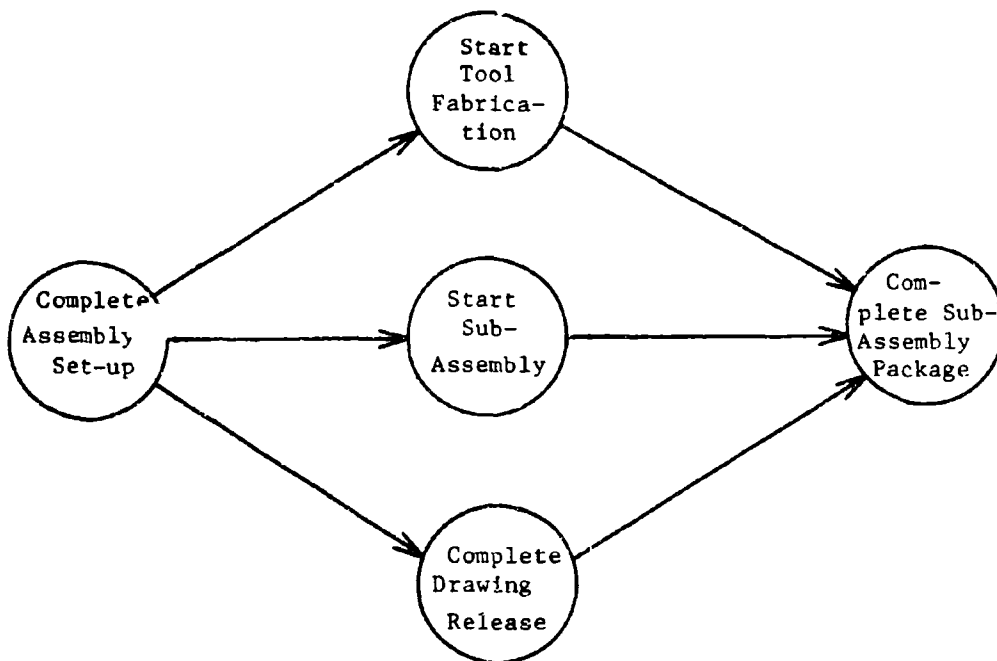 Start
Tool
Fabrica-
tion
Complete
Assembly
Set-up
Start
Sub-
Assembly
Com-
plete Sub-
Assembly
Package
Complete
Drawing
Release